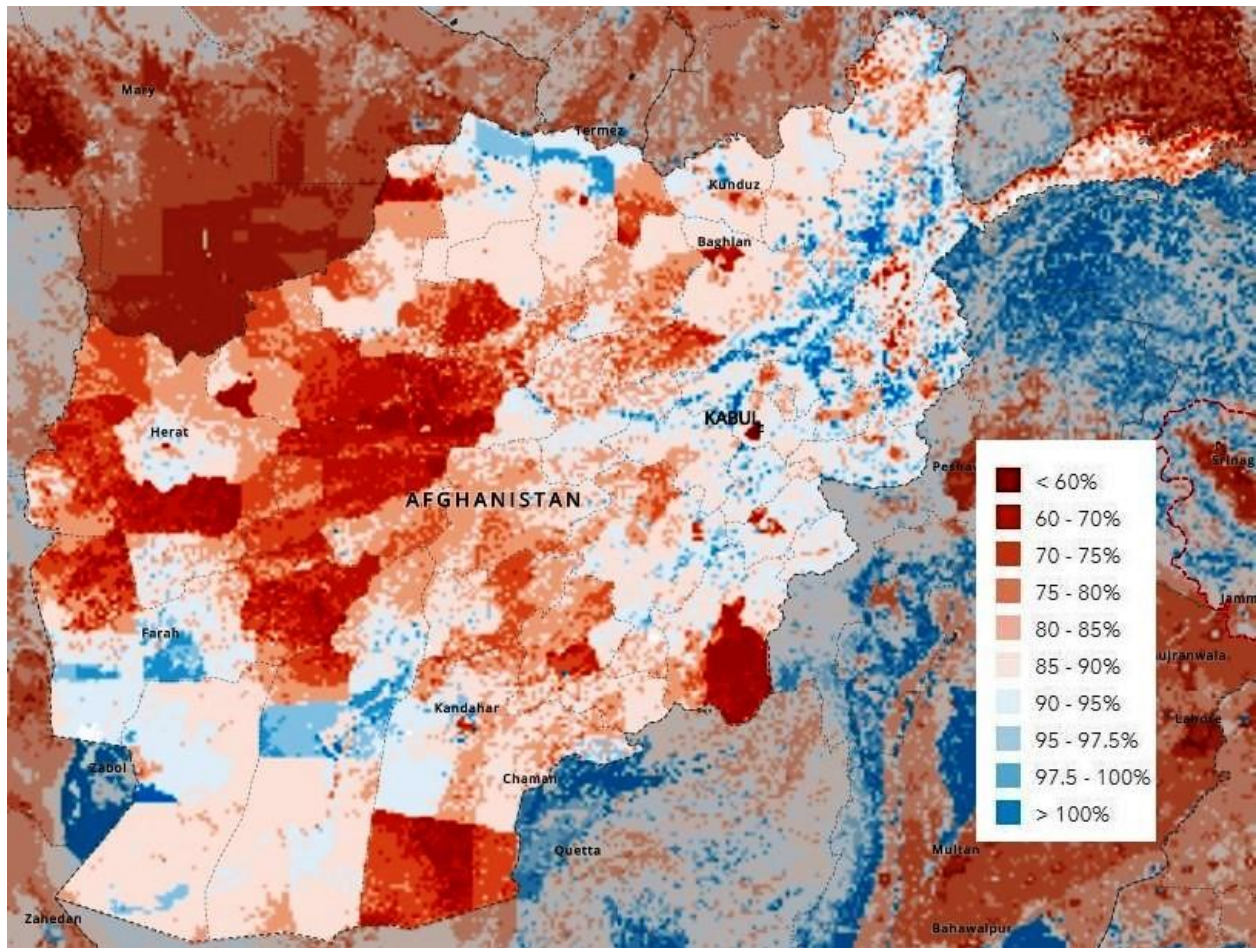 Mary
Termez
Kunduz
Baghlan
KABUL
Herat
AFGHANISTAN
Farah
Kandahar
Zabol
Chaman
Quetta
Zahedan
Multan
Bahawalpur
Lahore
ujranwala
Jamm
Srinag
Pesha
< 60%
60 - 70%
70 - 75%
75 - 80%
80 - 85%
85 - 90%
90 - 95%
95 - 97.5%
97.5 - 100%
> 100%